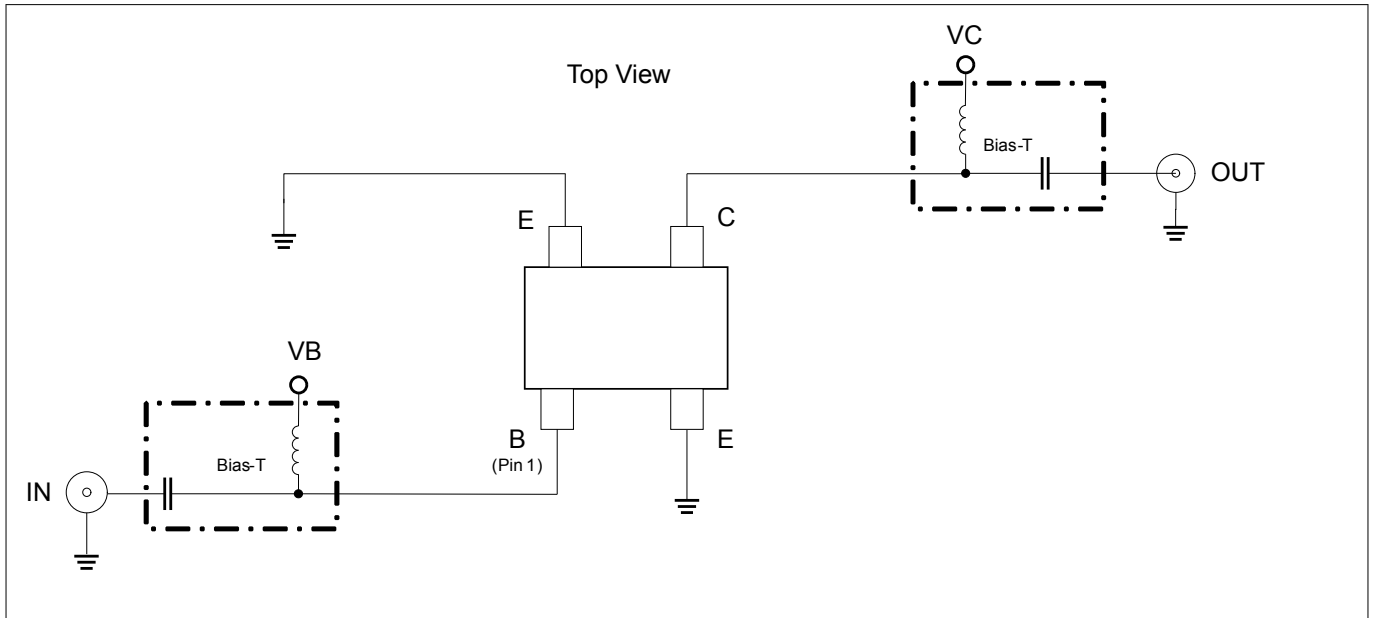 VC
Top View
Bias-T
OUT
E
C
VB
B
E
(Pin 1)
Bias-T
IN